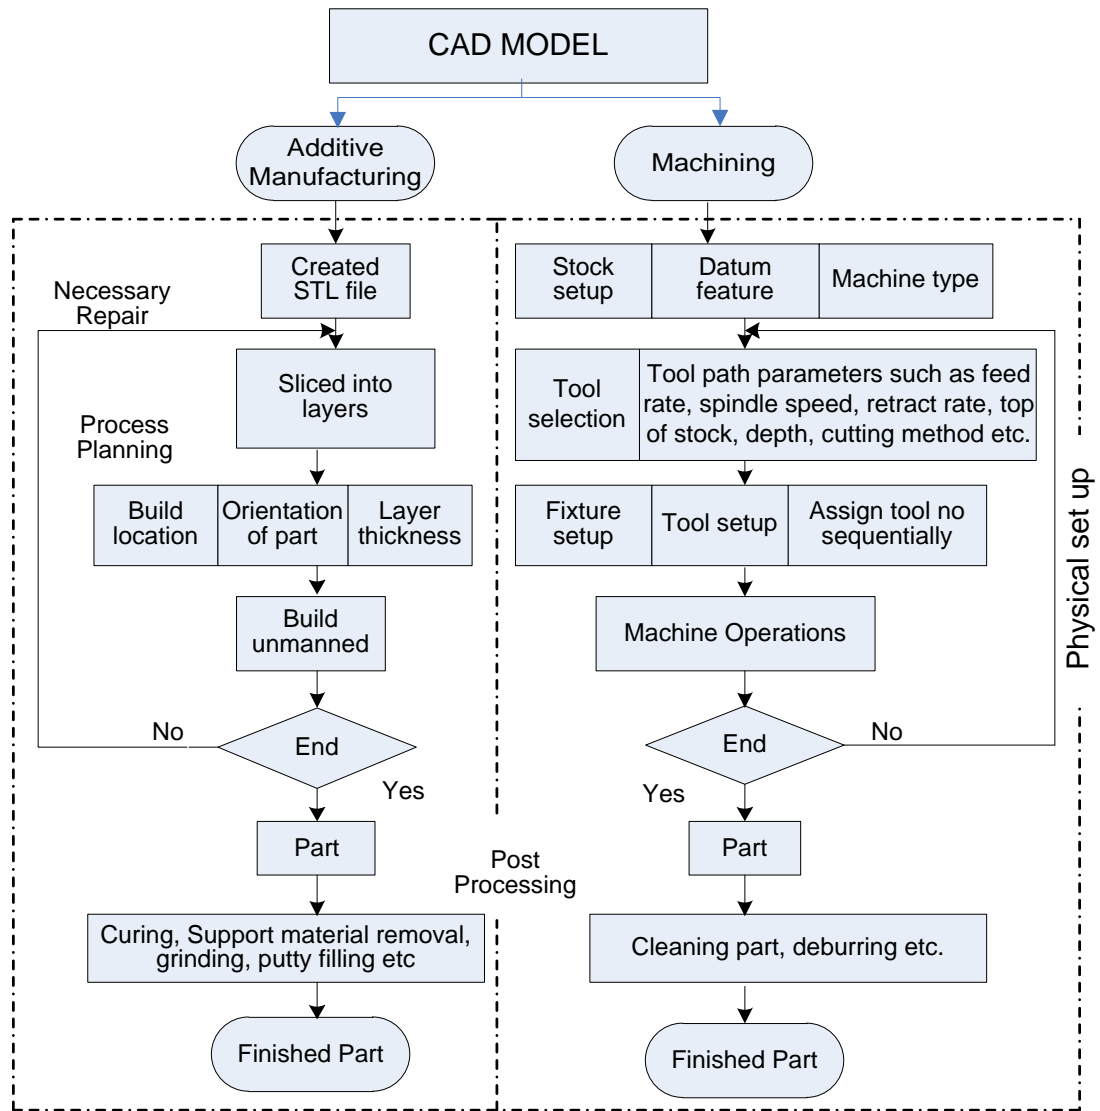 CAD MODEL
Additive
Manufacturing
Machining
Created
STL file
Necessary
Repair
Sliced into
layers
Process
Planning
Build
location
Orientation
of part
Layer
thickness
Build
unmanned
End
No
Yes
Part
Curing, Support material removal,
grinding, putty filling etc
Finished Part
Post
Processing
Stock
setup
Datum
feature
Machine type
Tool
selection
Tool path parameters such as feed
rate, spindle speed, retract rate, top
of stock, depth, cutting method etc.
Fixture
setup
Tool setup
Assign tool no
sequentially
Machine Operations
End
No
Yes
Part
Cleaning part, deburring etc.
Finished Part
Physical set up